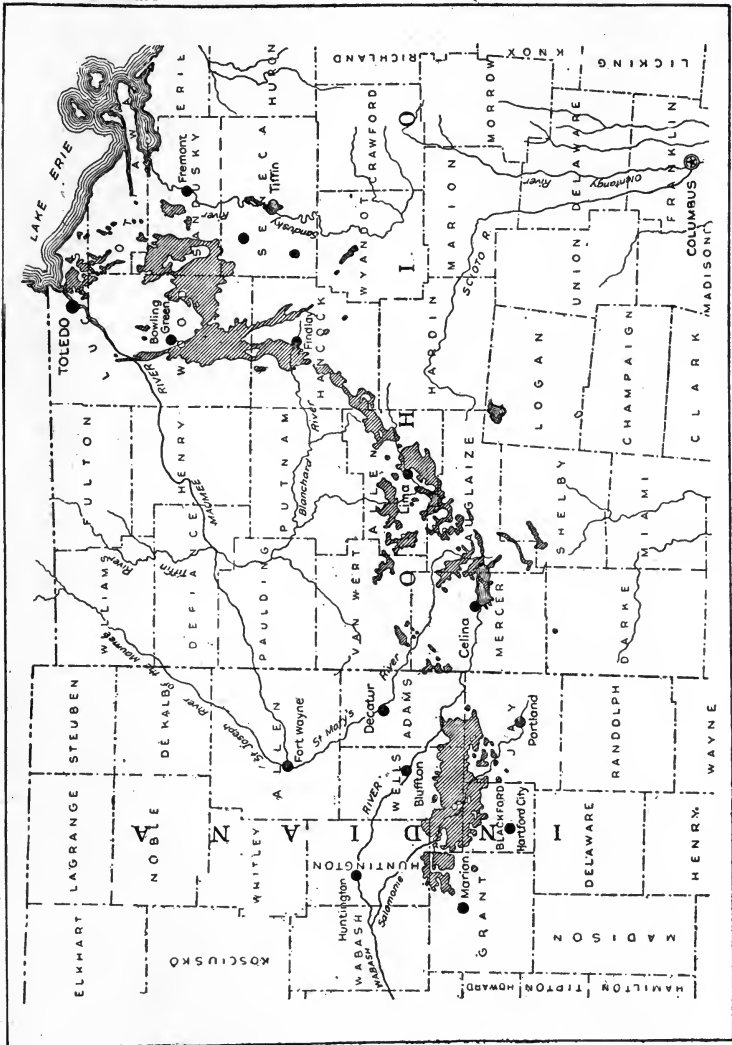 LAKE ERIE
TOLEDO
LUCAS
OTTAWA
ERIE
HURON
RICHLAND
KNOX
LICKING
FULTON
WILLIAMS
STEUBEN
LAGRANGE
ELKHART
Fremont
SANDUSKY
Bowling
Green
WOOD
RIVER
HENRY
MAUMEE
DEFIANCE
Tiffin
River
DE KALB
St Joseph
River
of the Maumee
NOBLE
Tiffin
SENECA
Sandusky
River
Findlay
HANCOCK
PUTNAM
Blanchard
River
PAULDING
ALLEN
Fort Wayne
WHITLEY
KOSCIUSKO
CRAWFORD
WYANDOT
ALLEN
Lima
VAN WERT
St Mary's
River
Decatur
ADAMS
WELLS
Bluffton
RIVER
HUNTINGTON
Huntington
Salamonie
WABASH
WABASH
OHIO
INDIANA
MORROW
MARION
HARDIN
SCIOTO R.
AUGLAIZE
MERCER
Celina
JAY
Portland
BLACKFORD
Hartford City
GRANT
Marion
HOWARD
TIPTON
HAMILTON
Olentangy
River
DELAWARE
UNION
LOGAN
SHELBY
DARKE
RANDOLPH
DELAWARE
MADISON
FRANKLIN
COLUMBUS
MADISON
CHAMPAIGN
CLARK
MIAMI
WAYNE
HENRY